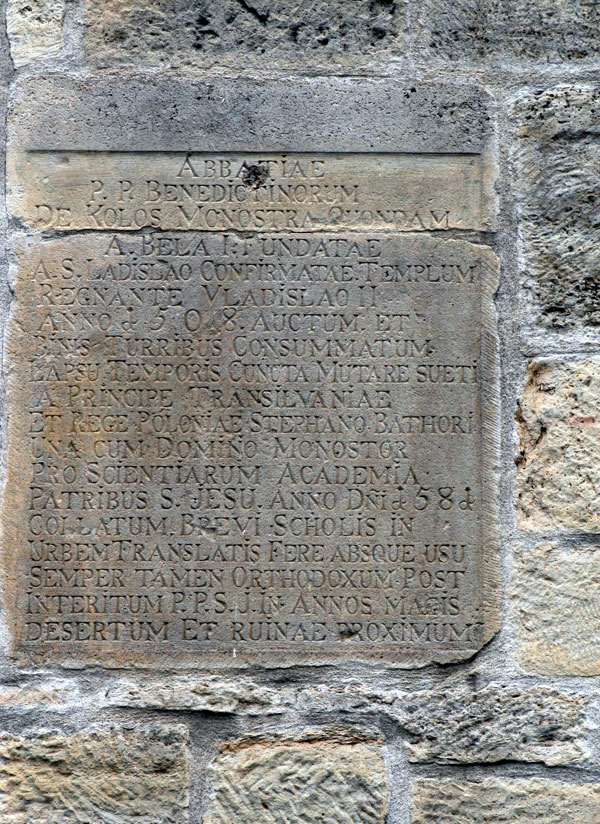 ABBATIAE
P. P. BENEDICTINORUM
DE KOLOS MONOSTRA QUONDAM
A. BELA I. FUNDATAE
A. S. LADISLAO CONFIRMATAE TEMPLUM
REGNANTE VLADISLAO II
ANNO 1508. AUCTUM. ET
BINIS TURRIBUS CONSUMMATUM.
LAPSU TEMPORIS CUNCTA MUTARE SUETI
A PRINCIPE TRANSILVANIAE
ET REGE POLONIAE STEPHANO BATHORI
UNA CUM DOMINO MONOSTOR
PRO SCIENTIARUM ACADEMIA
PATRIBUS S. JESU. ANNO DNI 1581
COLLATUM. BREVI SCHOLIS IN
URBEM TRANSLATIS FERE ABSQUE USU
SEMPER TAMEN ORTHODOXUM. POST
INTERITUM P. P. S. J. IN ANNOS MAGIS
DESERTUM ET RUINAE PROXIMUM